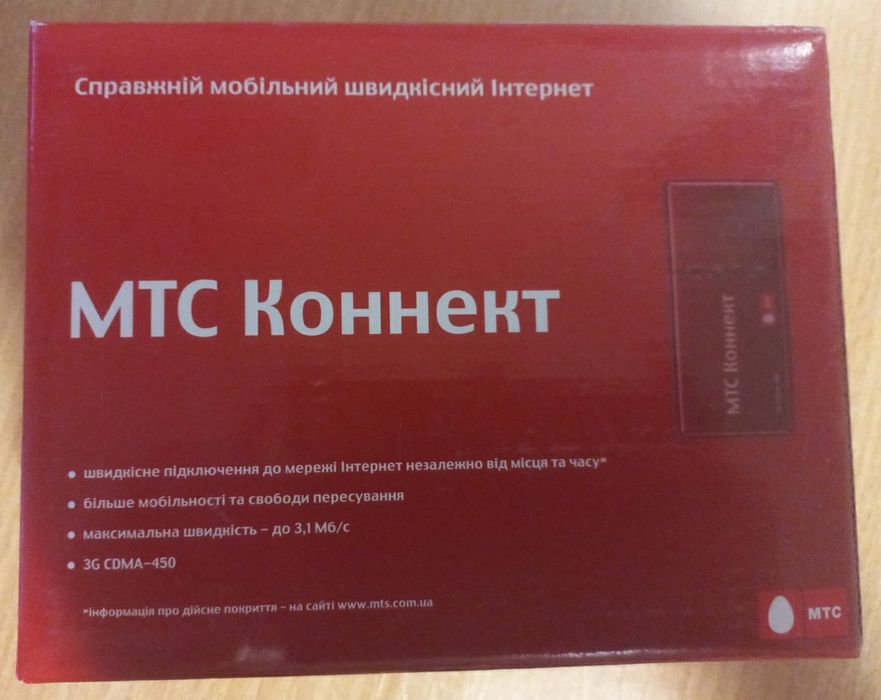 Справжній мобільний швидкісний Інтернет
МТС Коннект
МТС Коннект
• швидкісне підключення до мережі Інтернет незалежно від місця та часу*
• більше мобільності та свободи пересування
• максимальна швидкість – до 3,1 Мб/с
• 3G CDMA-450
*інформація про дійсне покриття - на сайті www.mts.com.ua
МТС